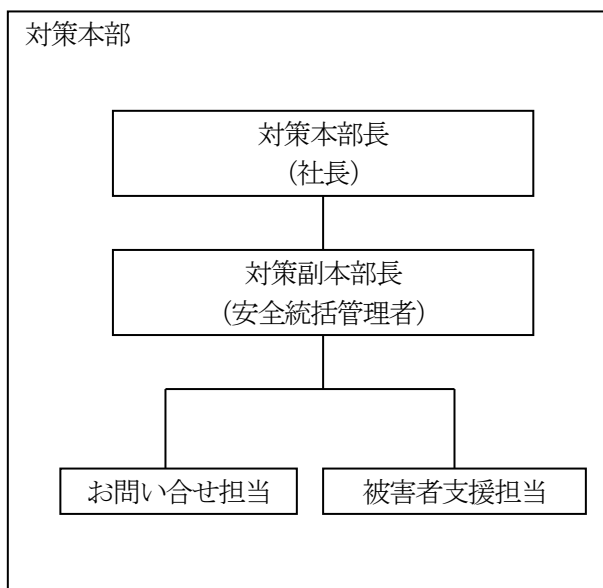 対策本部
対策本部長
（社長）
対策副本部長
（安全統括管理者）
お問い合せ担当
被害者支援担当